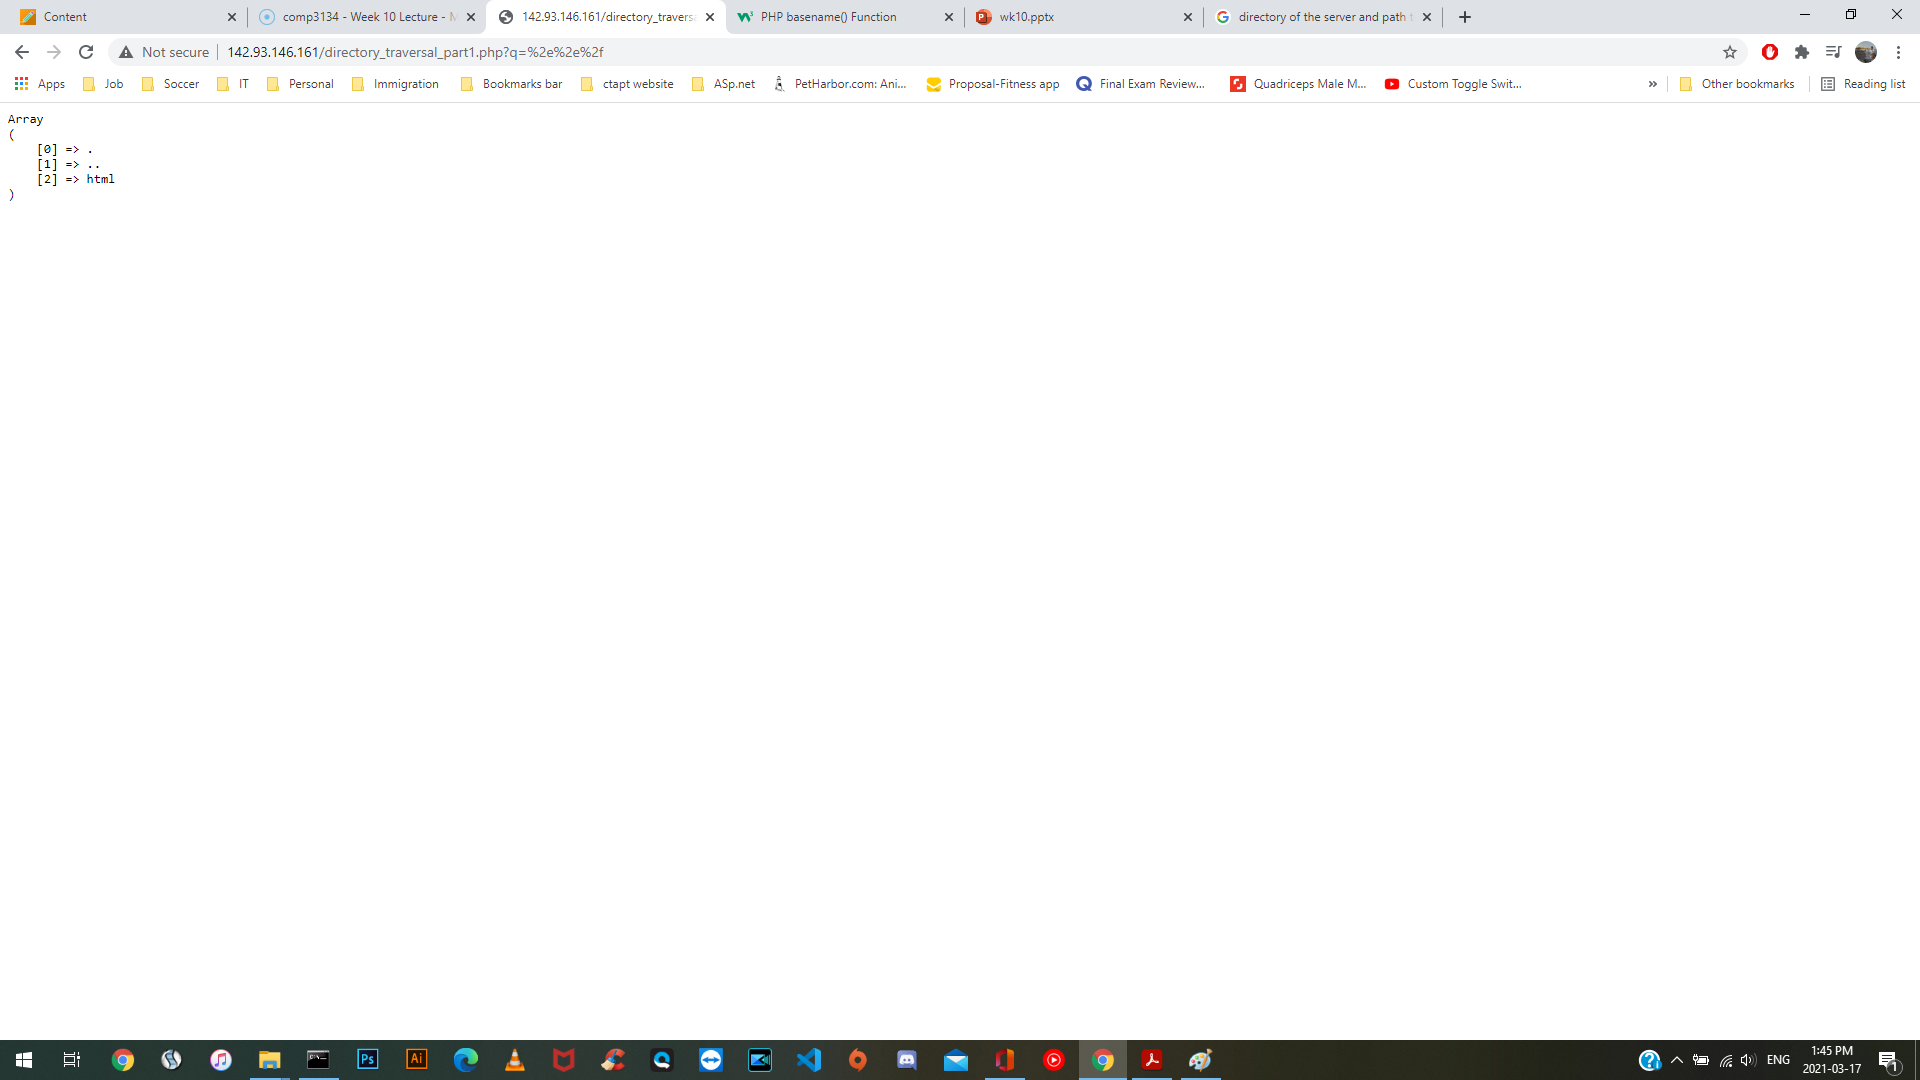 Content
comp3134 - Week 10 Lecture - M
142.93.146.161/directory_travers
PHP basename() Function
wk10.pptx
directory of the server and path t
Not secure
142.93.146.161/directory_traversal_part1.php?q=%2e%2e%2f
Apps
Job
Soccer
IT
Personal
Immigration
Bookmarks bar
ctapt website
ASp.net
PetHarbor.com: Ani...
Proposal-Fitness app
Final Exam Review...
Quadriceps Male M...
Custom Toggle Swit...
»
Other bookmarks
Reading list
Array
(
[0] => .
[1] => ..
[2] => html
)
Ps
Ai
ENG
1:45 PM
2021-03-17
1